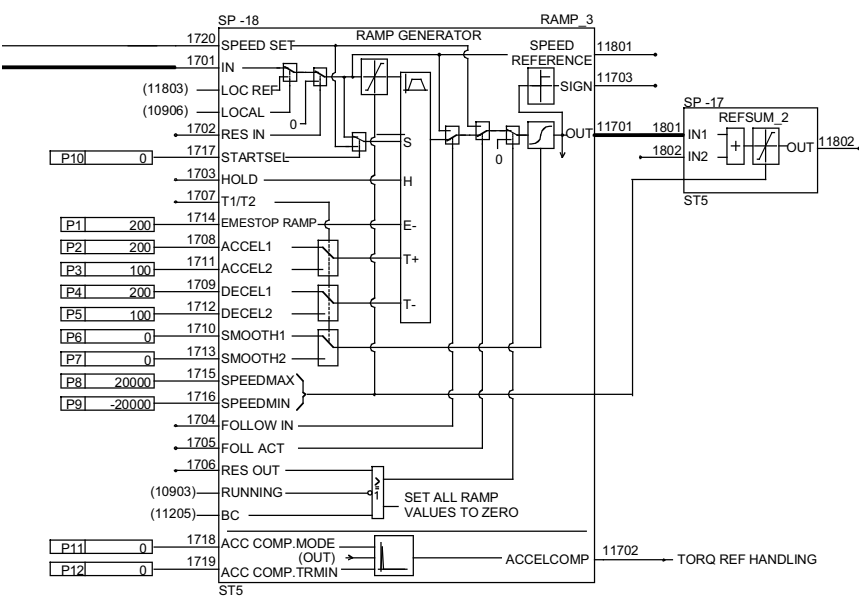 SP -18 RAMP_3
RAMP GENERATOR
1720 SPEED SET
SPEED REFERENCE 11801
1701 IN
(11803) LOC REF
SIGN 11703
(10906) LOCAL
0
1702 RES IN
OUT 11701
P10 0 1717 STARTSEL
S
0
1703 HOLD H
1707 T1/T2
P1 200 1714 EMESTOP RAMP E-
P2 200 1708 ACCEL1
T+
P3 100 1711 ACCEL2
P4 200 1709 DECEL1
T-
P5 100 1712 DECEL2
P6 0 1710 SMOOTH1
P7 0 1713 SMOOTH2
P8 20000 1715 SPEEDMAX
P9 -20000 1716 SPEEDMIN
1704 FOLLOW IN
1705 FOLL ACT
1706 RES OUT
≥1
(10903) RUNNING
(11205) BC
SET ALL RAMP
VALUES TO ZERO
P11 0 1718 ACC COMP.MODE
(OUT)
ACCELCOMP 11702 TORQ REF HANDLING
P12 0 1719 ACC COMP.TRMIN
ST5
SP -17
REFSUM_2
1801 IN1
+
OUT 11802
1802 IN2
ST5